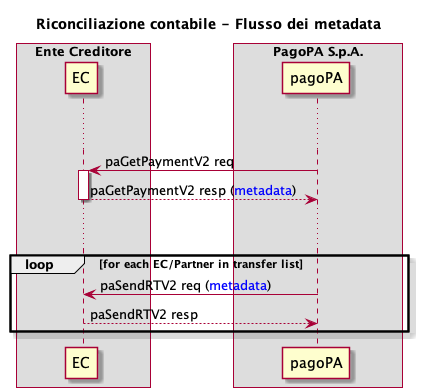 Riconciliazione contabile - Flusso dei metadata
Ente Creditore
PagoPA S.p.A.
EC
pagoPA
paGetPaymentV2 req
paGetPaymentV2 resp (metadata)
loop
[for each EC/Partner in transfer list]
paSendRTV2 req (metadata)
paSendRTV2 resp
EC
pagoPA